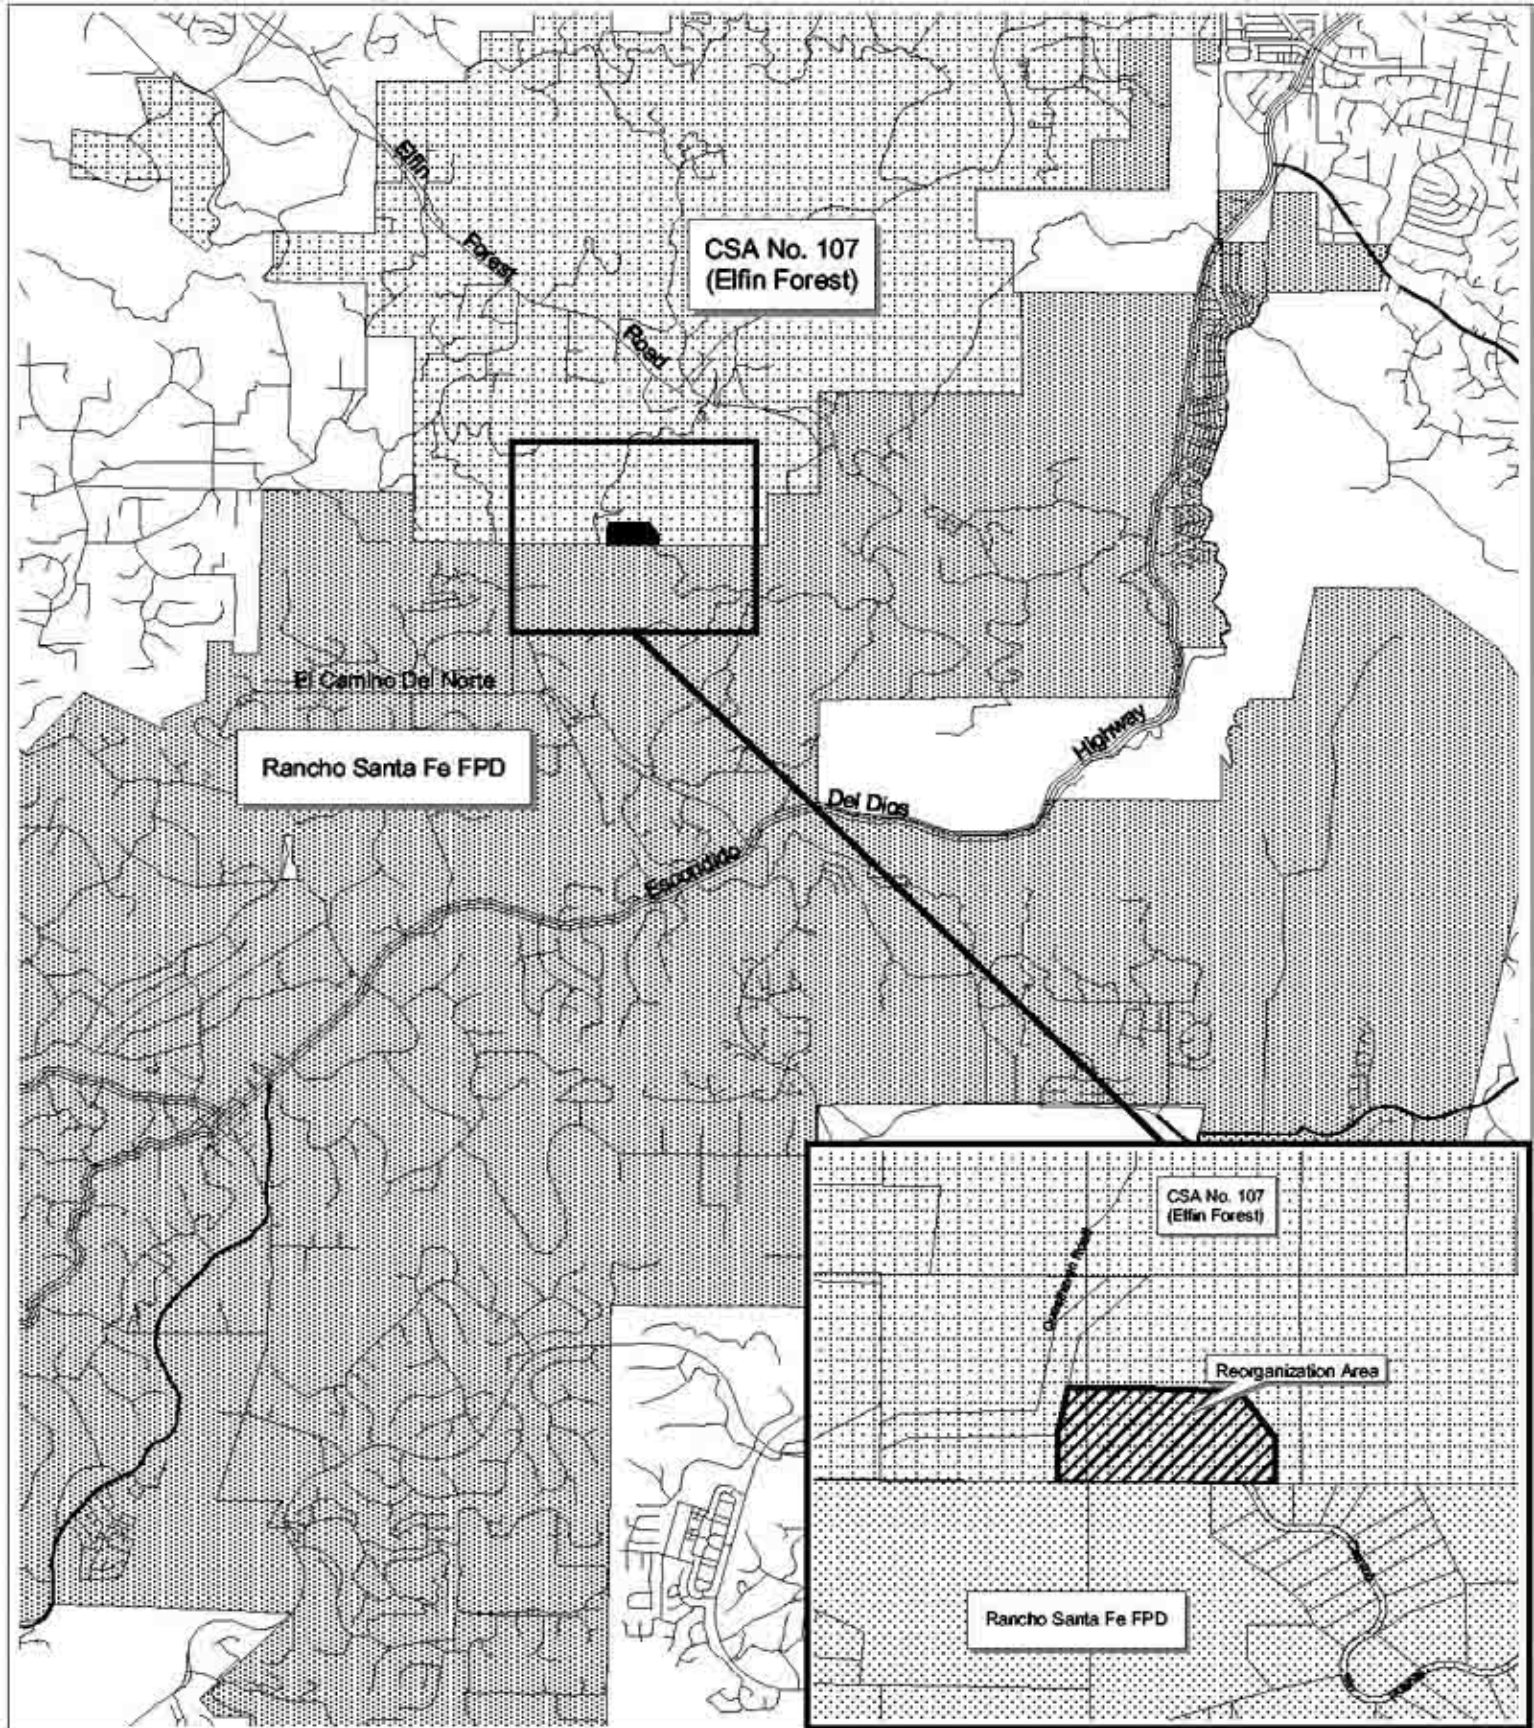 Elfin
Forest
Road
CSA No. 107
(Elfin Forest)
El Camino Del Norte
Rancho Santa Fe FPD
Highway
Del Dios
Escondido
CSA No. 107
(Elfin Forest)
Road
Reorganization Area
Rancho Santa Fe FPD